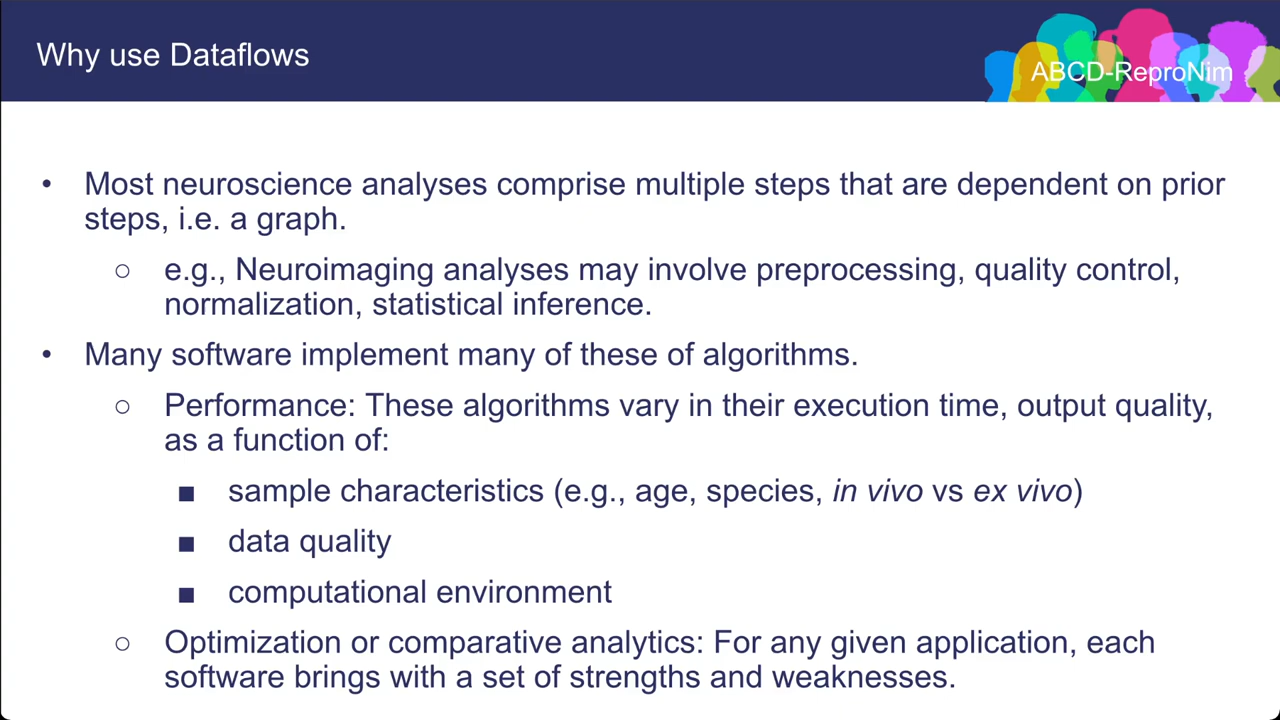 Why use Dataflows
ABCD-ReproNim
• Most neuroscience analyses comprise multiple steps that are dependent on prior
steps, i.e. a graph.
○ e.g., Neuroimaging analyses may involve preprocessing, quality control,
normalization, statistical inference.
• Many software implement many of these of algorithms.
○ Performance: These algorithms vary in their execution time, output quality,
as a function of:
■ sample characteristics (e.g., age, species, in vivo vs ex vivo)
■ data quality
■ computational environment
○ Optimization or comparative analytics: For any given application, each
software brings with a set of strengths and weaknesses.